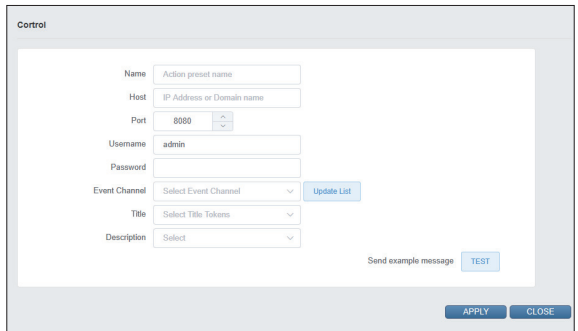 Cortrol
Name Action preset name
Host IP Address or Domain name
Port 8080
Username admin
Password
Event Channel Select Event Channel Update List
Title Select Title Tokens
Description Select
Send example message TEST
APPLY CLOSE